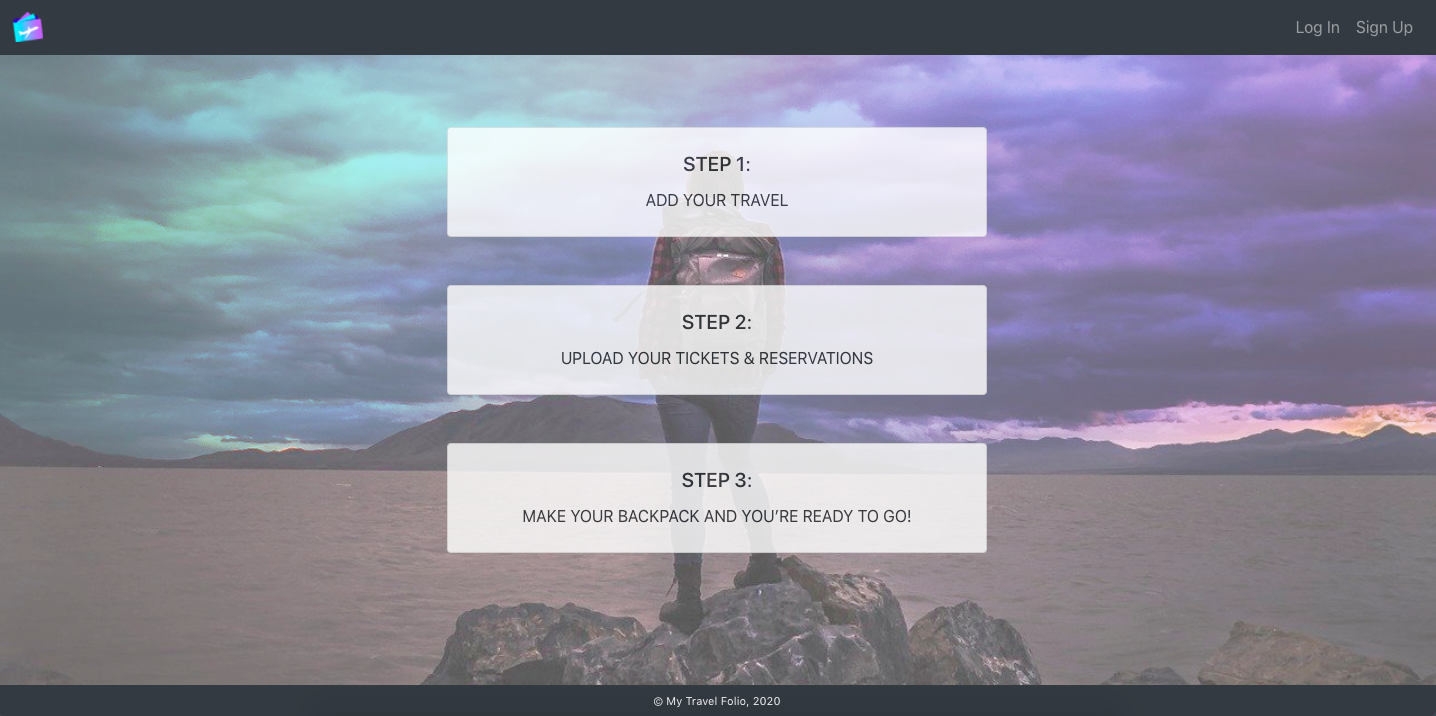 Log In Sign Up
STEP 1:
ADD YOUR TRAVEL
STEP 2:
UPLOAD YOUR TICKETS & RESERVATIONS
STEP 3:
MAKE YOUR BACKPACK AND YOU’RE READY TO GO!
© My Travel Folio, 2020